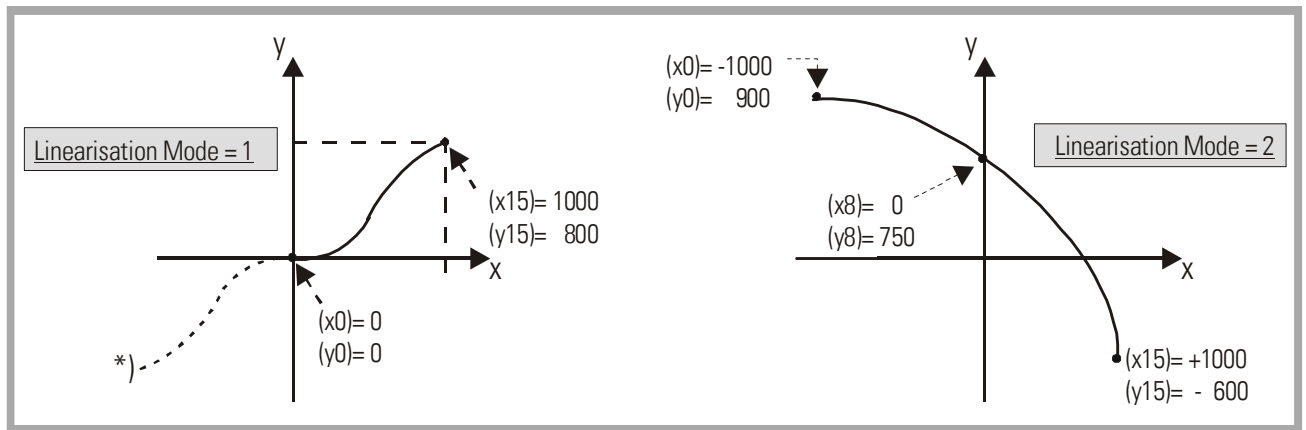 y
Linearisation Mode = 1
(x15)= 1000
(y15)= 800
x
(x0)= 0
(y0)= 0
*)
y
(x0)= -1000
(y0)= 900
Linearisation Mode = 2
(x8)= 0
(y8)= 750
x
(x15)= +1000
(y15)= - 600